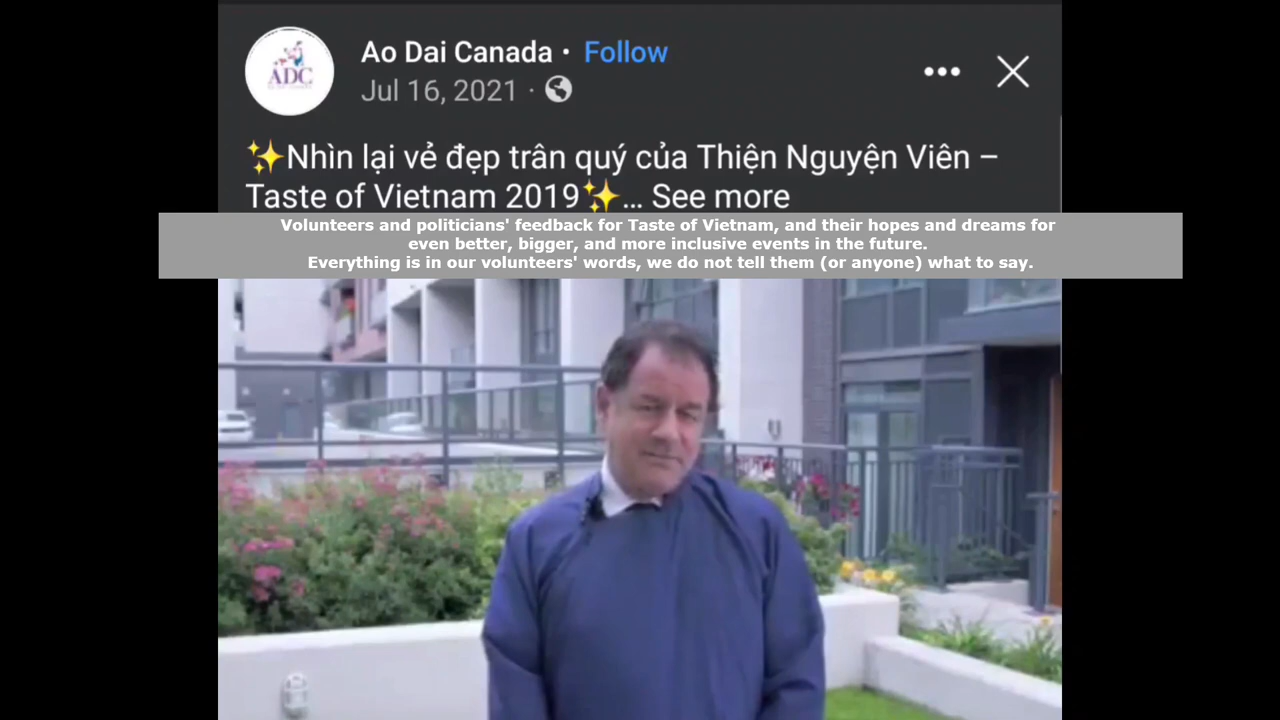 Ao Dai Canada · Follow
ADC
Jul 16, 2021 ·
✨Nhìn lại vẻ đẹp trân quý của Thiện Nguyện Viên –
Taste of Vietnam 2019✨… See more
Volunteers and politicians' feedback for Taste of Vietnam, and their hopes and dreams for
even better, bigger, and more inclusive events in the future.
Everything is in our volunteers' words, we do not tell them (or anyone) what to say.